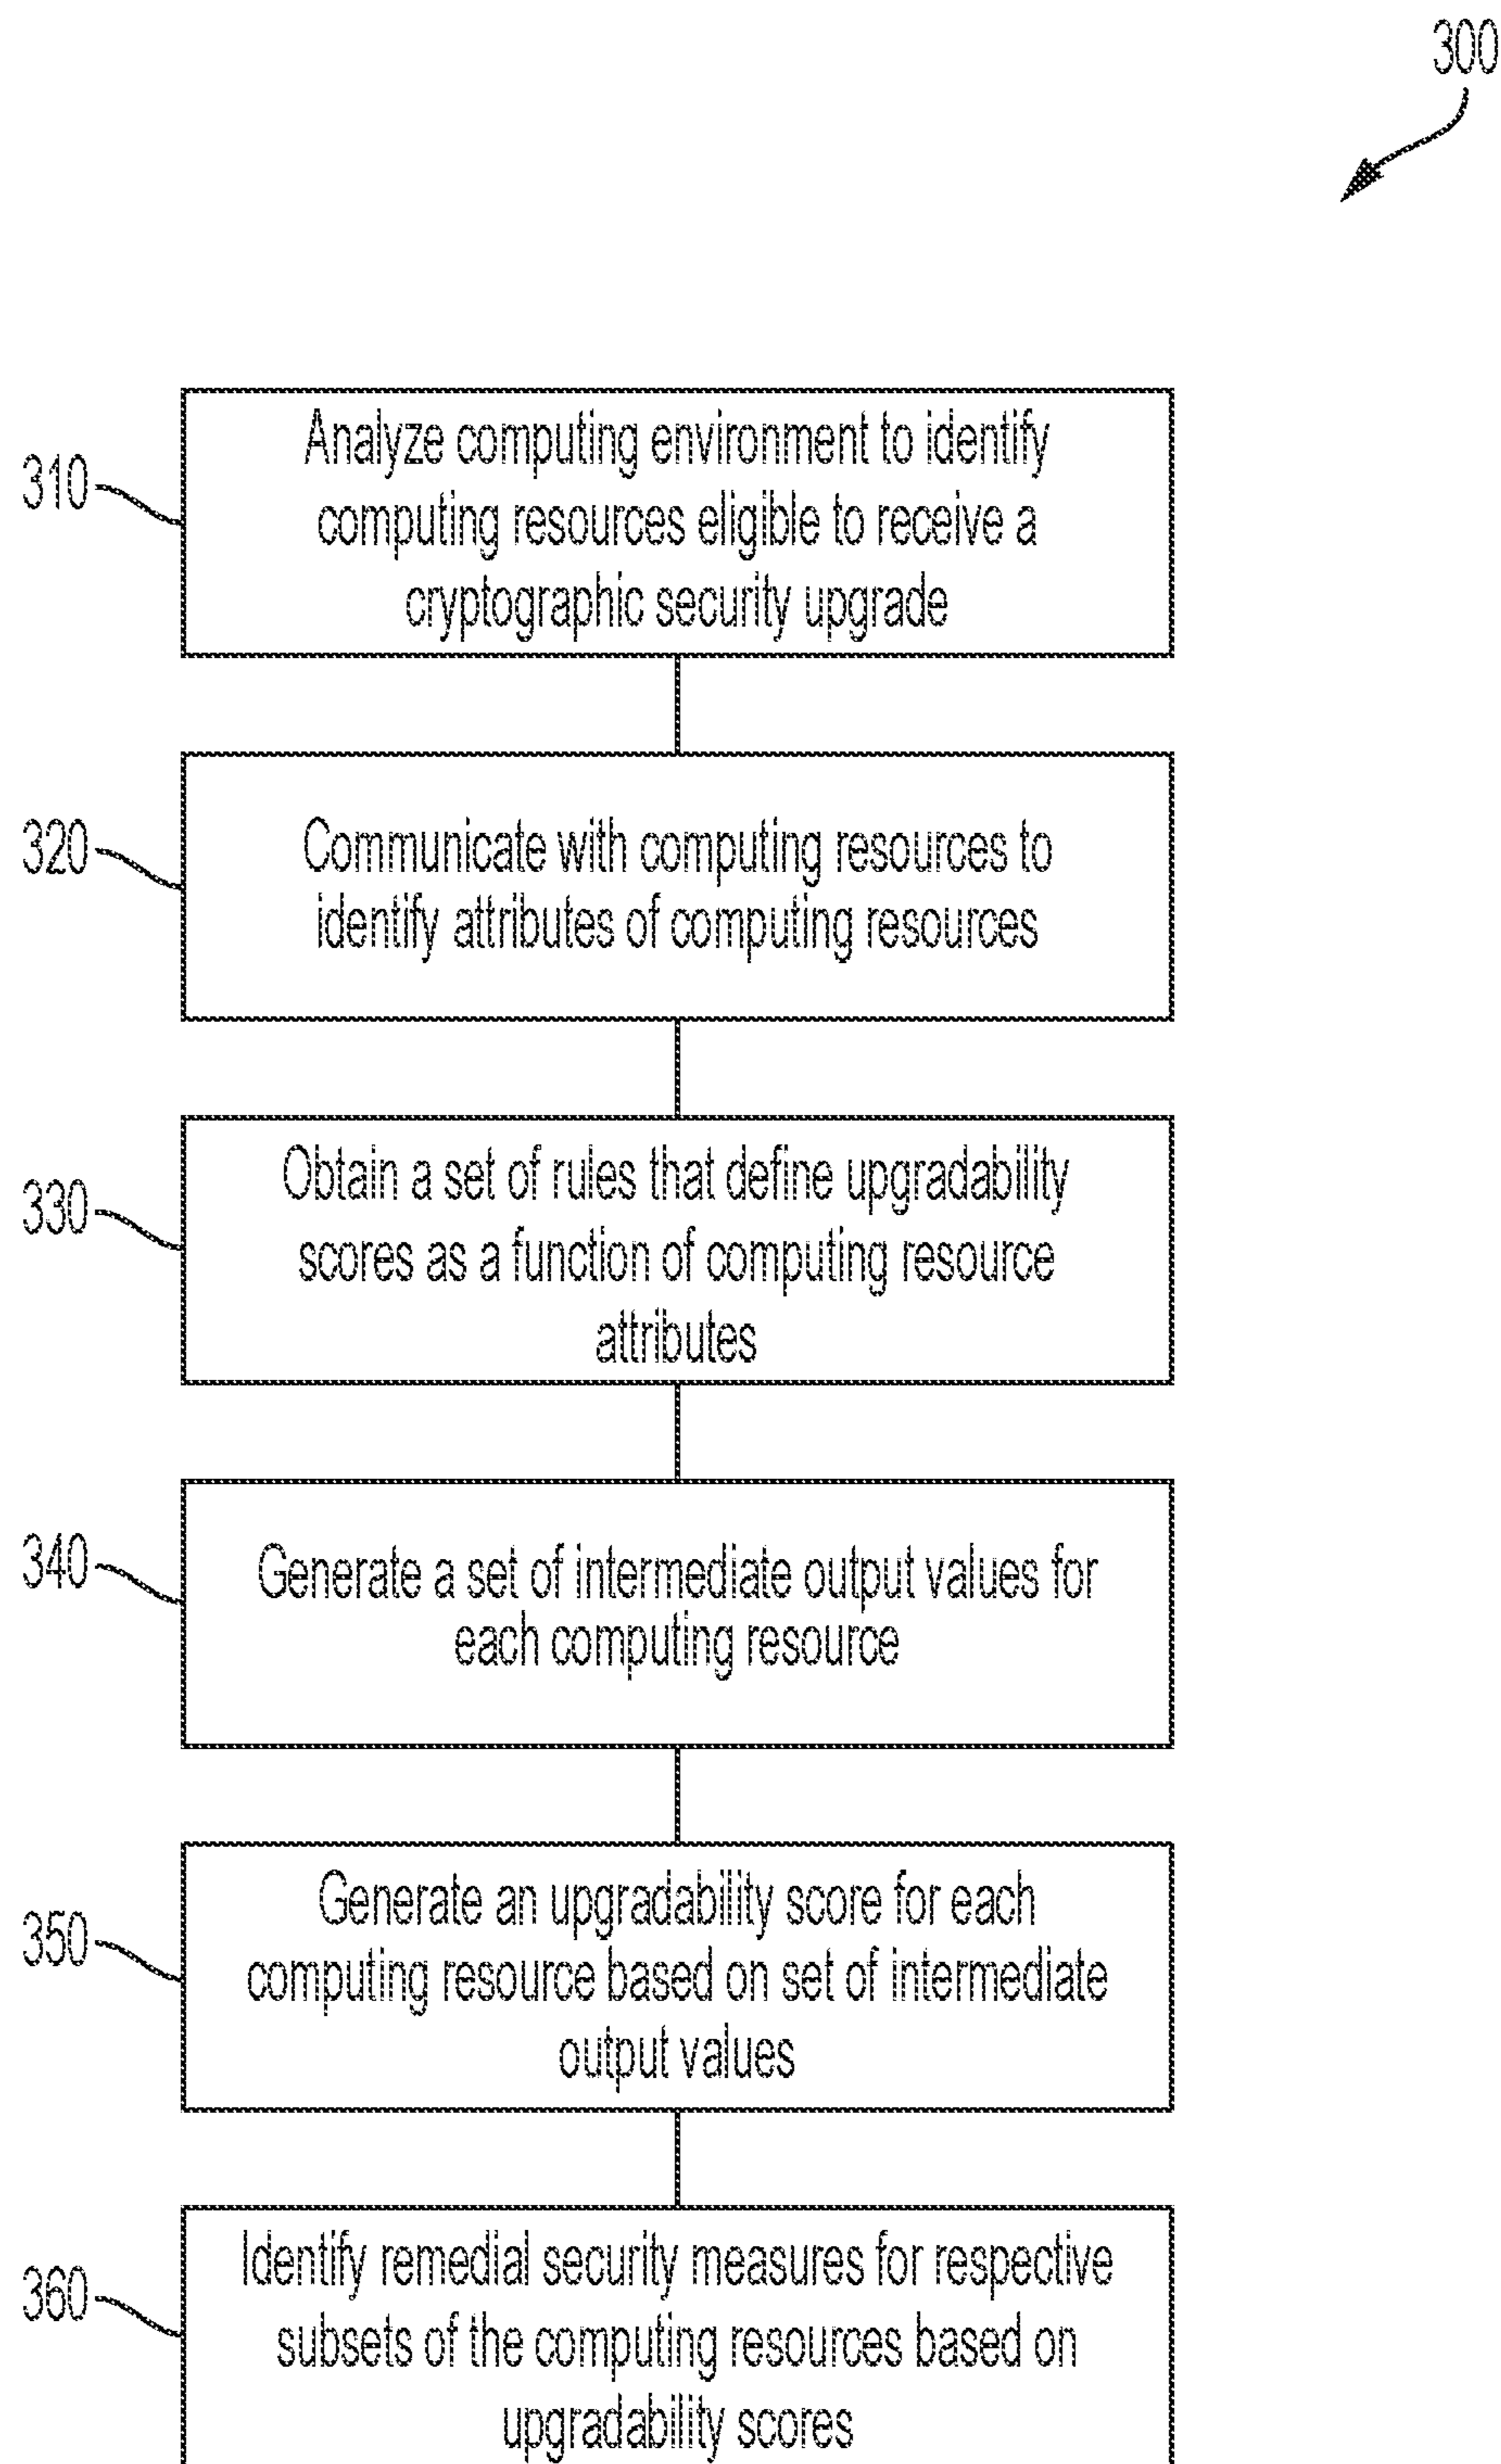 300
310
Analyze computing environment to identify
computing resources eligible to receive a
cryptographic security upgrade
320
Communicate with computing resources to
identify attributes of computing resources
330
Obtain a set of rules that define upgradability
scores as a function of computing resource
attributes
340
Generate a set of intermediate output values for
each computing resource
350
Generate an upgradability score for each
computing resource based on set of intermediate
output values
360
Identify remedial security measures for respective
subsets of the computing resources based on
upgradability scores